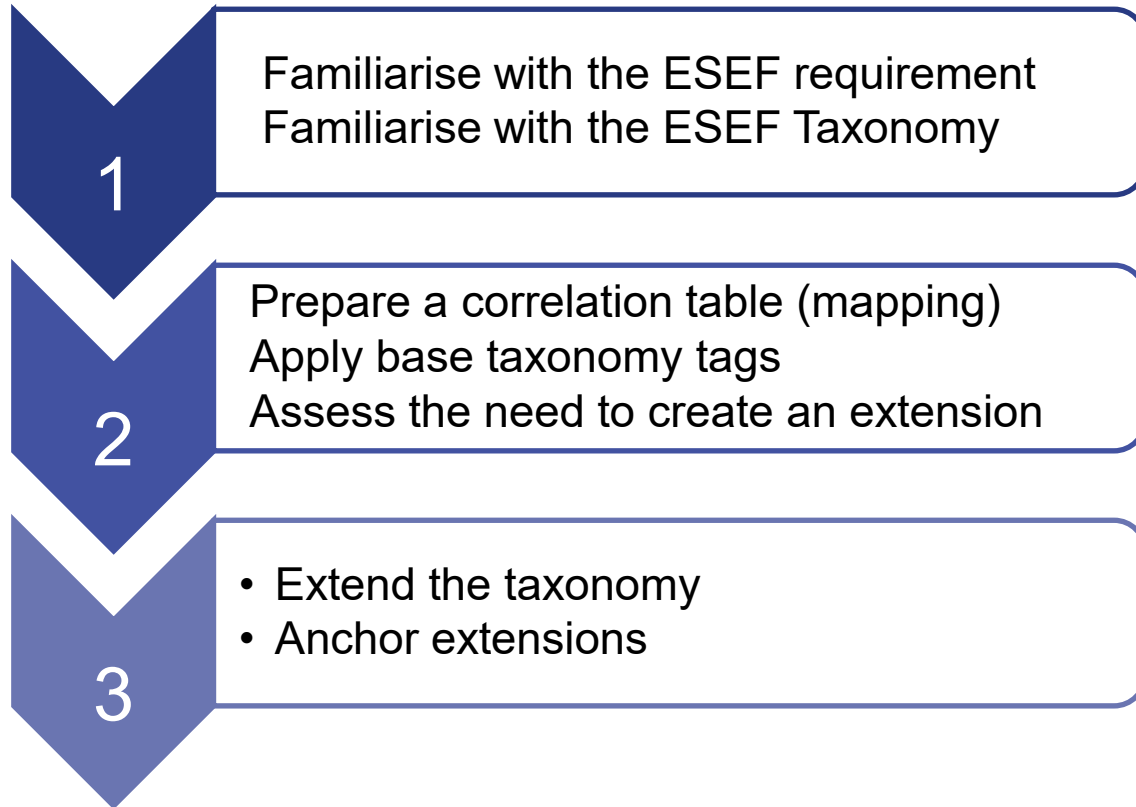 1
Familiarise with the ESEF requirement
Familiarise with the ESEF Taxonomy
2
Prepare a correlation table (mapping)
Apply base taxonomy tags
Assess the need to create an extension
3
• Extend the taxonomy
• Anchor extensions